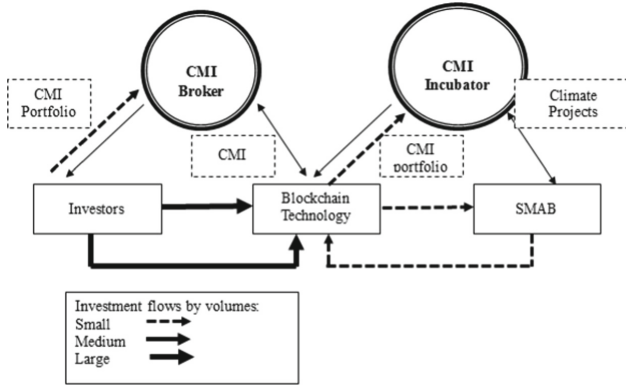 CMI
Broker
CMI
Incubator
CMI
Portfolio
Climate
Projects
CMI
CMI
portfolio
Investors
Blockchain
Technology
SMAB
Investment flows by volumes:
Small
Medium
Large